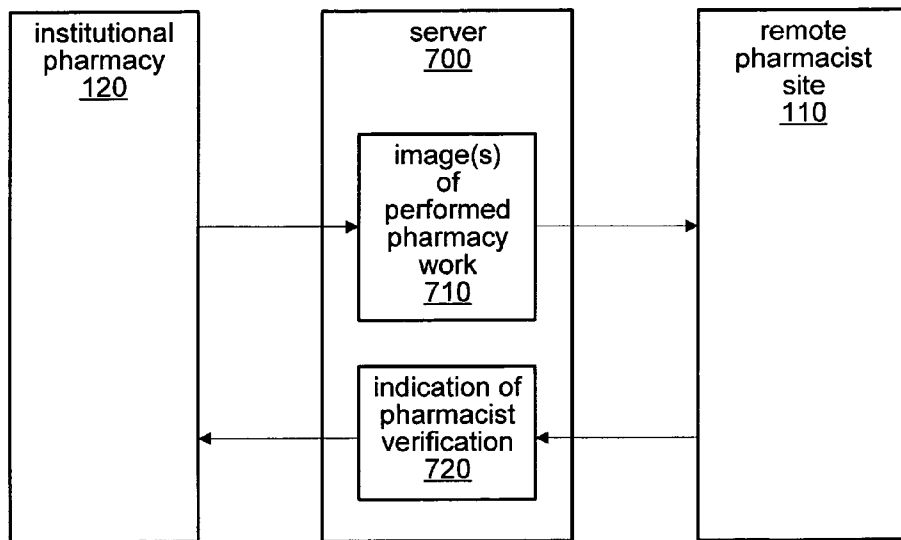 institutional
pharmacy
120
server
700
image(s)
of
performed
pharmacy
work
710
indication of
pharmacist
verification
720
remote
pharmacist
site
110